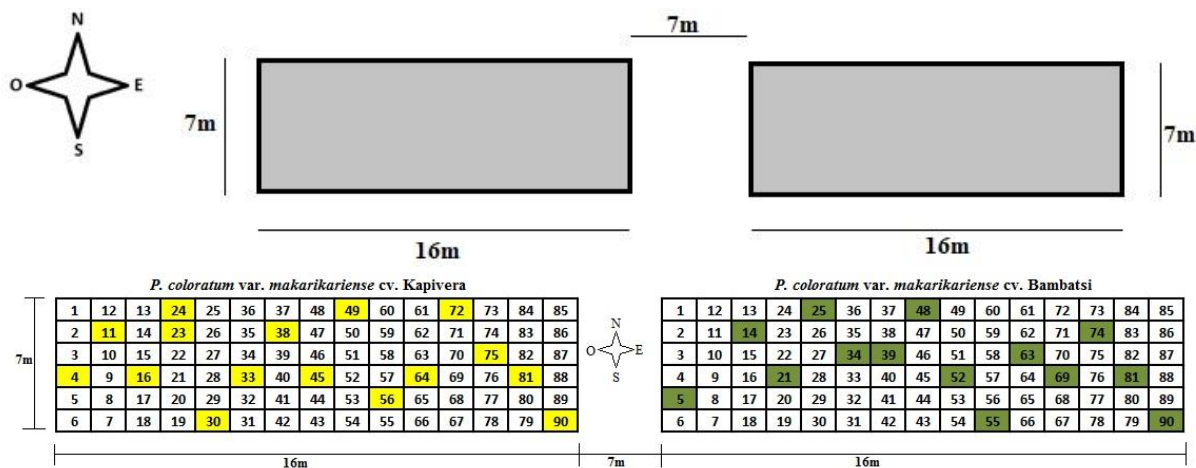 N
7m
O E
7m
7m
S
16m
16m
P. coloratum var. makarikariense cv. Kapivera
P. coloratum var. makarikariense cv. Bambatsi
1 12 13 24 25 36 37 48 49 60 61 72 73 84 85
2 11 14 23 26 35 38 47 50 59 62 71 74 83 86
3 10 15 22 27 34 39 46 51 58 63 70 75 82 87
4 9 16 21 28 33 40 45 52 57 64 69 76 81 88
5 8 17 20 29 32 41 44 53 56 65 68 77 80 89
6 7 18 19 30 31 42 43 54 55 66 67 78 79 90
7m
N
O E
S
1 12 13 24 25 36 37 48 49 60 61 72 73 84 85
2 11 14 23 26 35 38 47 50 59 62 71 74 83 86
3 10 15 22 27 34 39 46 51 58 63 70 75 82 87
4 9 16 21 28 33 40 45 52 57 64 69 76 81 88
5 8 17 20 29 32 41 44 53 56 65 68 77 80 89
6 7 18 19 30 31 42 43 54 55 66 67 78 79 90
16m 7m 16m